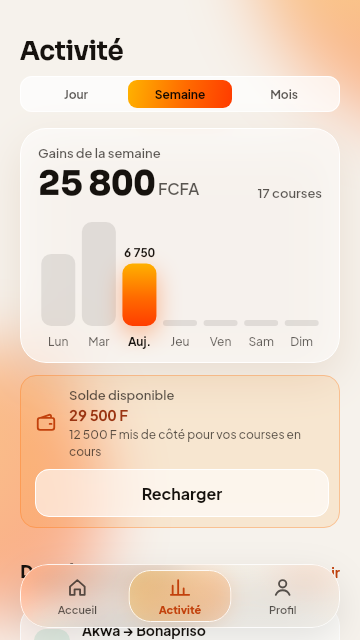 Activité
Jour Semaine Mois
Gains de la semaine
25 800 FCFA 17 courses
6 750
Lun Mar Auj. Jeu Ven Sam Dim
Solde disponible
29 500 F
12 500 F mis de côté pour vos courses en
cours
Recharger
Accueil Activité Profil
Akwa → Bonapriso